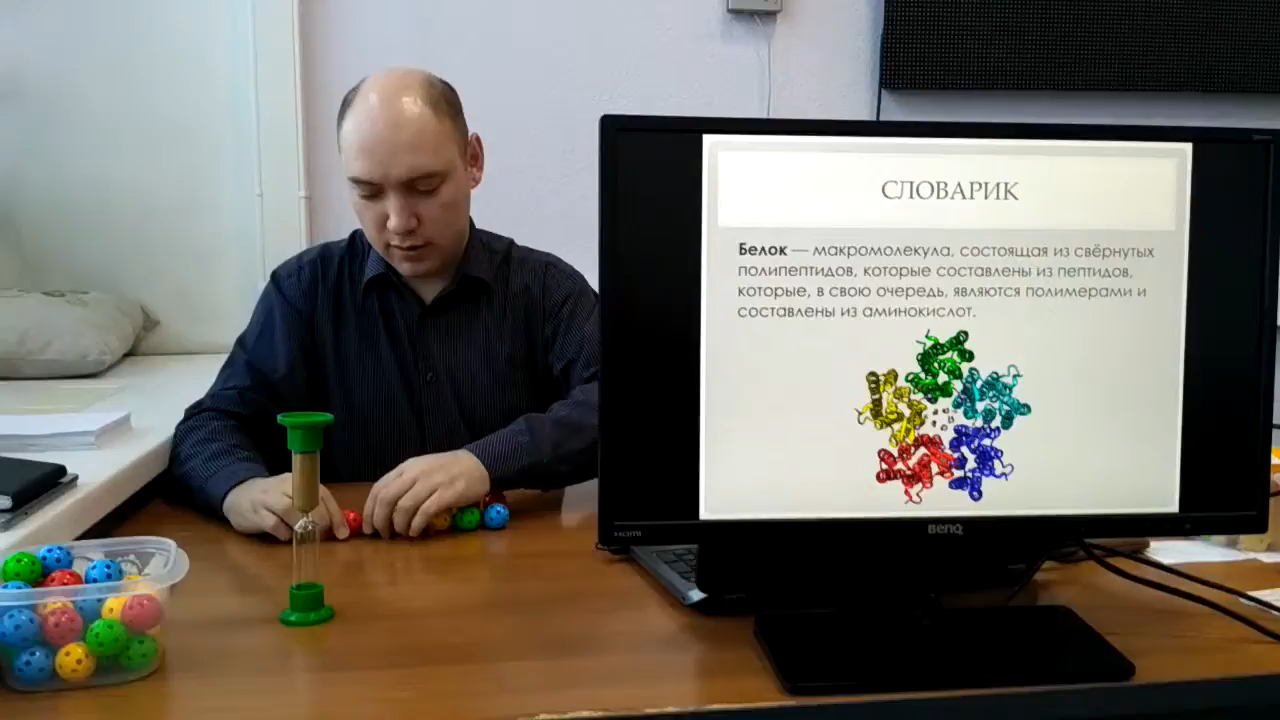 СЛОВАРИК
Белок — макромолекула, состоящая из свёрнутых
полипептидов, которые составлены из пептидов,
которые, в свою очередь, являются полимерами и
составлены из аминокислот.
BenQ